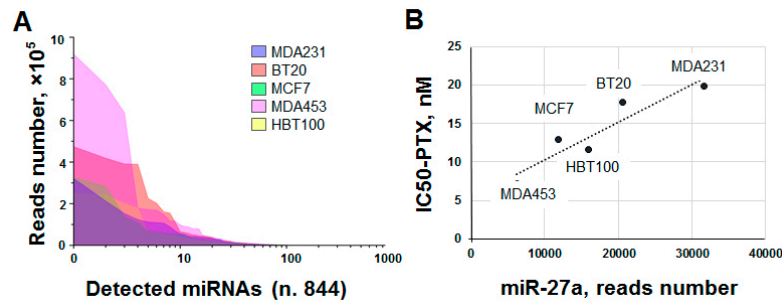 A
Reads number, ×10⁵
10
8
6
4
2
0
0
10
100
1000
Detected miRNAs (n. 844)
MDA231
BT20
MCF7
MDA453
HBT100
B
IC50-PTX, nM
25
20
15
10
5
0
MDA231
BT20
MCF7
HBT100
MDA453
10000
20000
30000
40000
miR-27a, reads number